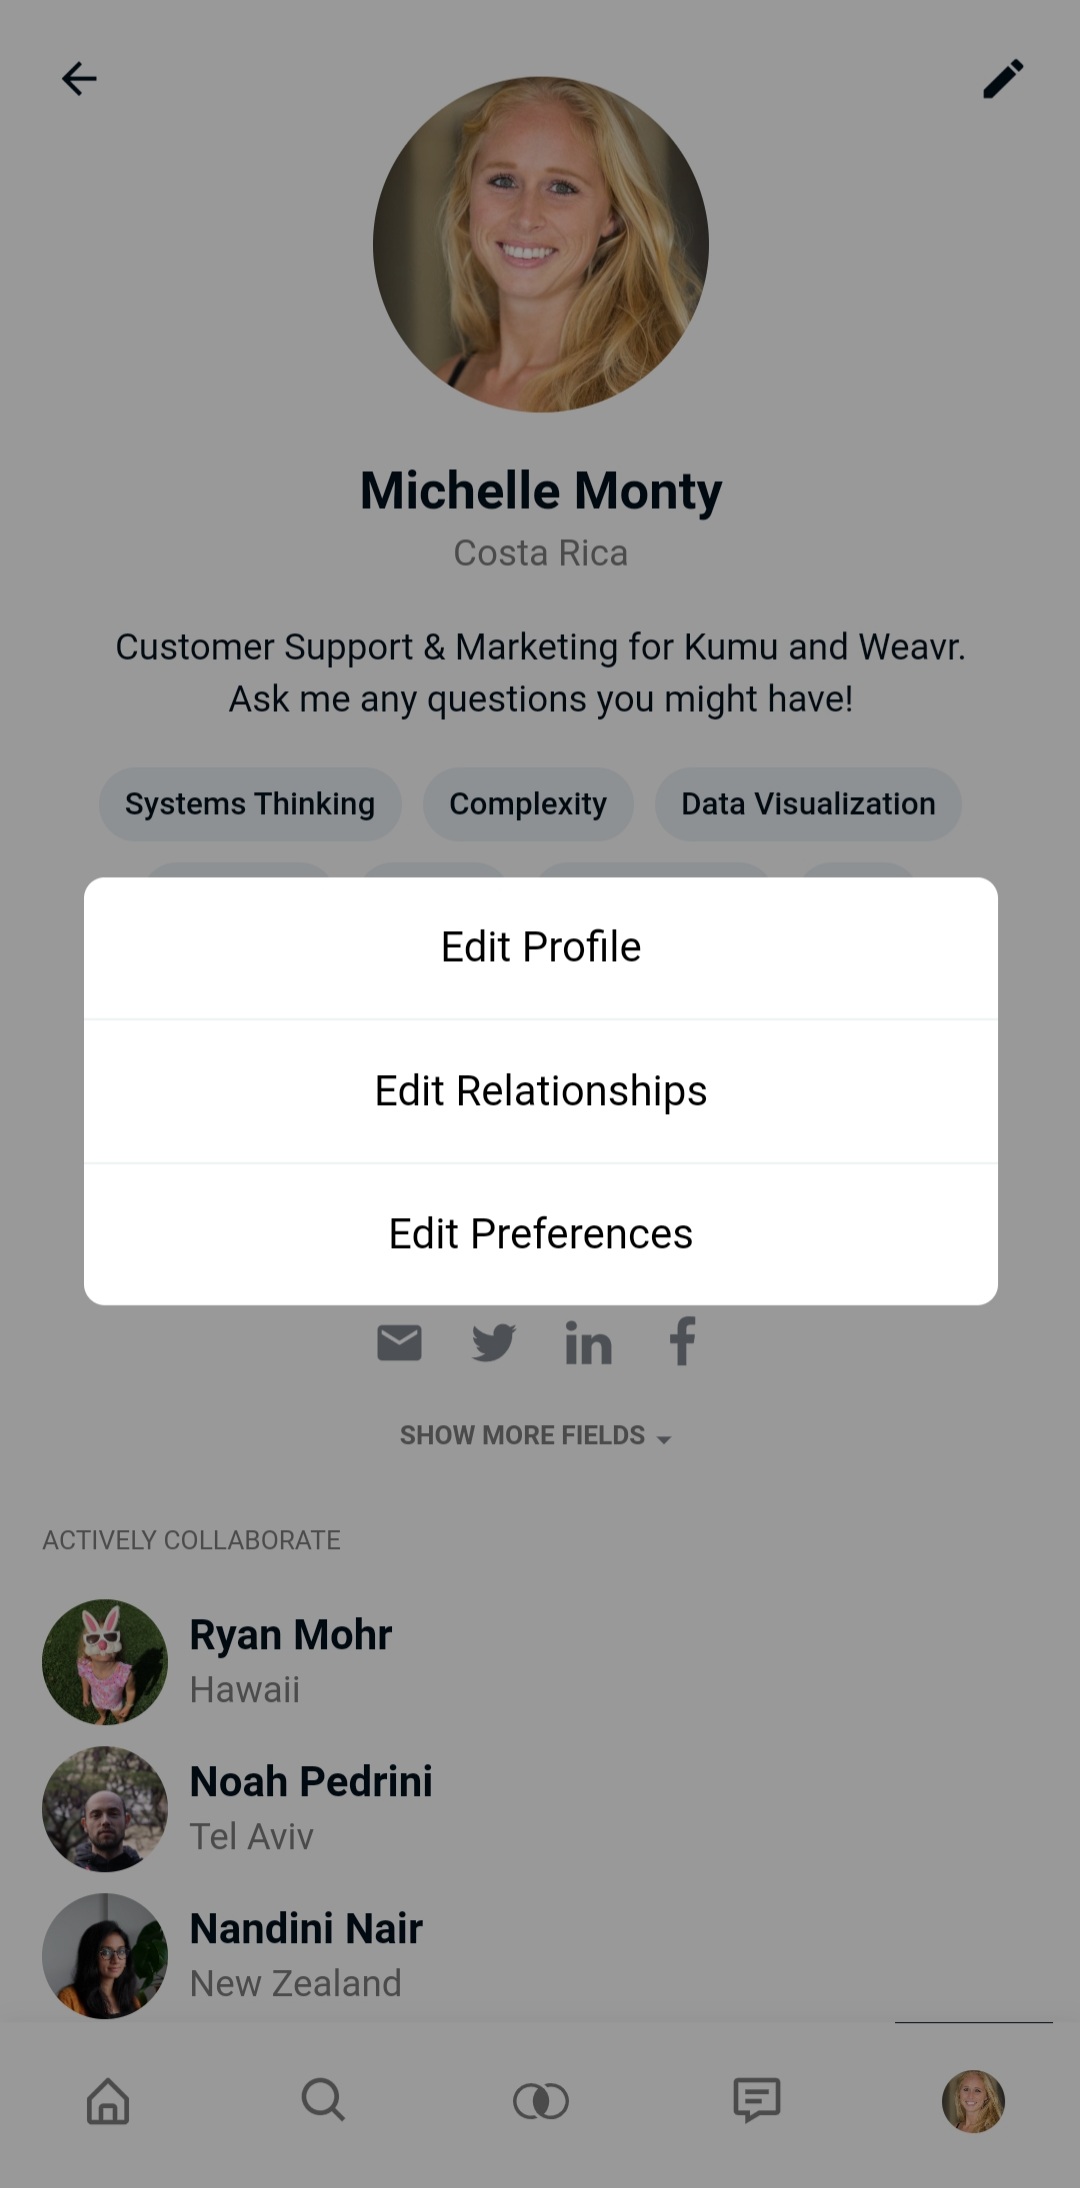 Michelle Monty
Costa Rica
Customer Support & Marketing for Kumu and Weavr.
Ask me any questions you might have!
Systems Thinking
Complexity
Data Visualization
Edit Profile
Edit Relationships
Edit Preferences
SHOW MORE FIELDS
ACTIVELY COLLABORATE
Ryan Mohr
Hawaii
Noah Pedrini
Tel Aviv
Nandini Nair
New Zealand